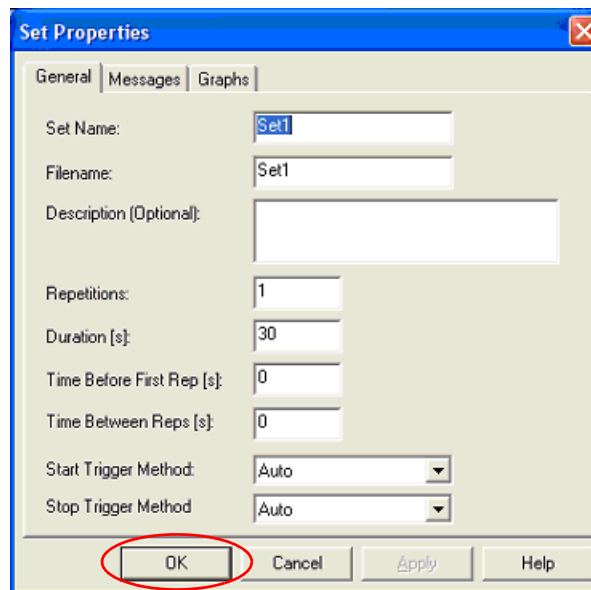 Set Properties
General Messages Graphs
Set Name: Set1
Filename: Set1
Description (Optional):
Repetitions: 1
Duration [s]: 30
Time Before First Rep [s]: 0
Time Between Reps [s]: 0
Start Trigger Method: Auto
Stop Trigger Method Auto
OK Cancel Apply Help